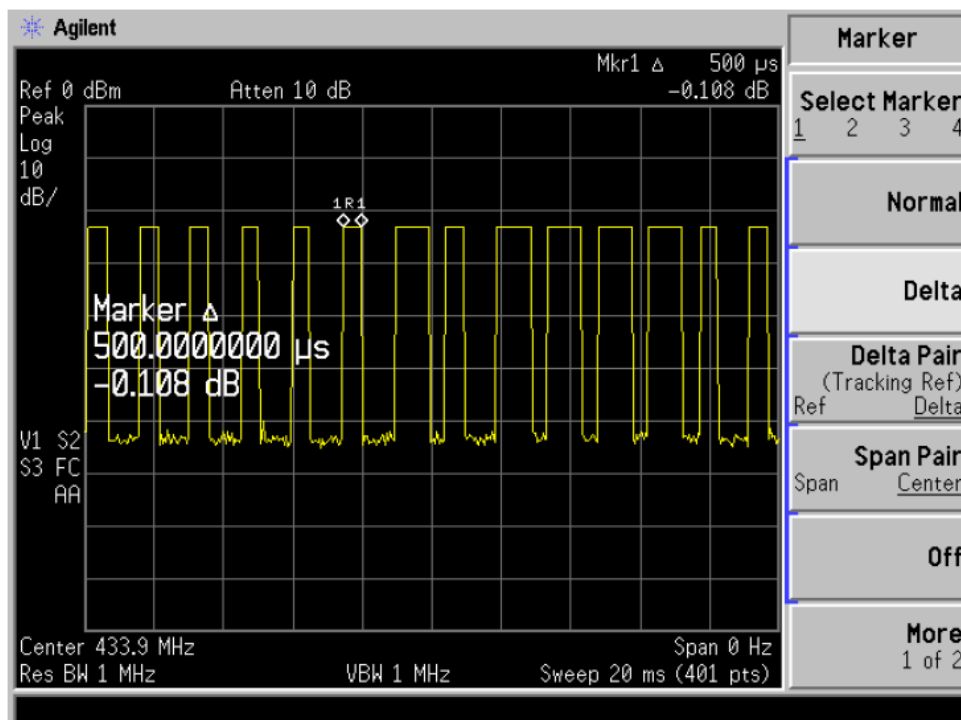 Agilent
Mkr1 Δ 500 µs
Ref 0 dBm Atten 10 dB -0.108 dB
Peak
Log
10
dB/
1R1
Marker Δ
500.0000000 µs
-0.108 dB
V1 S2
S3 FC
AA
Center 433.9 MHz Span 0 Hz
Res BW 1 MHz VBW 1 MHz Sweep 20 ms (401 pts)
Marker
Select Marker
1 2 3 4
Normal
Delta
Delta Pair
(Tracking Ref)
Ref Delta
Span Pair
Span Center
Off
More
1 of 2